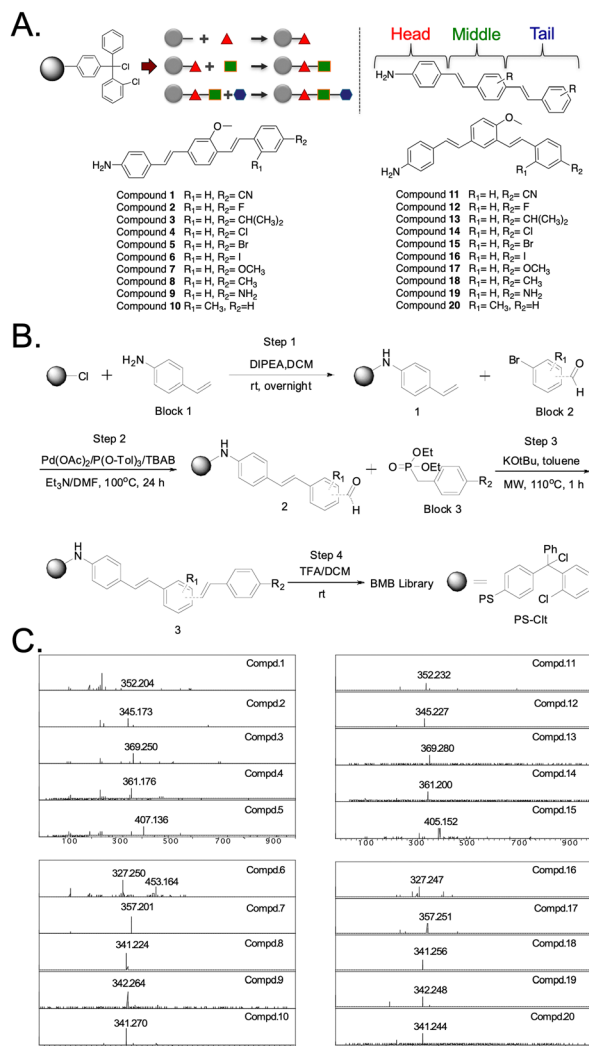 A.
Cl
Cl
Head Middle Tail
H₂N
R
R
H₂N
O
R₁
R₂
H₂N
O
R₁
R₂
Compound 1 R₁= H, R₂= CN
Compound 2 R₁= H, R₂= F
Compound 3 R₁= H, R₂= CH(CH₃)₂
Compound 4 R₁= H, R₂= Cl
Compound 5 R₁= H, R₂= Br
Compound 6 R₁= H, R₂= I
Compound 7 R₁= H, R₂= OCH₃
Compound 8 R₁= H, R₂= CH₃
Compound 9 R₁= H, R₂= NH₂
Compound 10 R₁= CH₃, R₂=H
Compound 11 R₁= H, R₂= CN
Compound 12 R₁= H, R₂= F
Compound 13 R₁= H, R₂= CH(CH₃)₂
Compound 14 R₁= H, R₂= Cl
Compound 15 R₁= H, R₂= Br
Compound 16 R₁= H, R₂= I
Compound 17 R₁= H, R₂= OCH₃
Compound 18 R₁= H, R₂= CH₃
Compound 19 R₁= H, R₂= NH₂
Compound 20 R₁= CH₃, R₂=H
B.
Cl
+
H₂N
Block 1
Step 1
DIPEA,DCM
rt, overnight
H
N
1
+
Br
R₁
O
H
Block 2
Step 2
Pd(OAc)₂/P(O-Tol)₃/TBAB
Et₃N/DMF, 100°C, 24 h
H
N
R₁
O
H
2
+
OEt
O
P
OEt
R₂
Block 3
Step 3
KOtBu, toluene
MW, 110°C, 1 h
H
N
R₁
R₂
3
Step 4
TFA/DCM
rt
BMB Library
=
Ph
Cl
Cl
PS
PS-Clt
C.
Compd.1
352.204
Compd.2
345.173
Compd.3
369.250
Compd.4
361.176
Compd.5
407.136
100 300 500 700 900
Compd.11
352.232
Compd.12
345.227
Compd.13
369.280
Compd.14
361.200
Compd.15
405.152
100 300 500 700 900
Compd.6
327.250
453.164
Compd.7
357.201
Compd.8
341.224
Compd.9
342.264
Compd.10
341.270
Compd.16
327.247
Compd.17
357.251
Compd.18
341.256
Compd.19
342.248
Compd.20
341.244